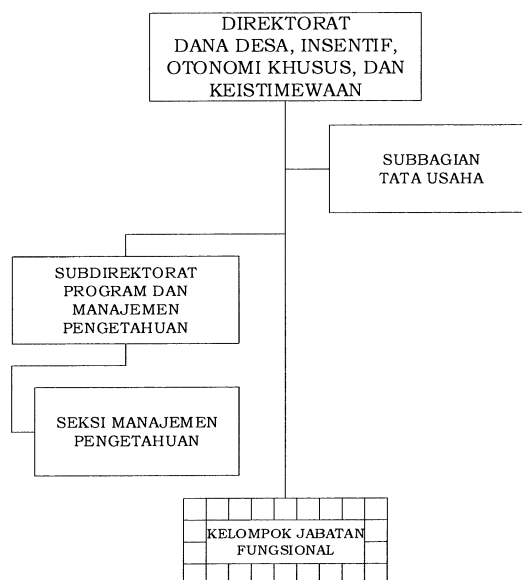 DIREKTORAT
DANA DESA, INSENTIF,
OTONOMI KHUSUS, DAN
KEISTIMEWAAN
SUBBAGIAN
TATA USAHA
SUBDIREKTORAT
PROGRAM DAN
MANAJEMEN
PENGETAHUAN
SEKSI MANAJEMEN
PENGETAHUAN
KELOMPOK JABATAN
FUNGSIONAL